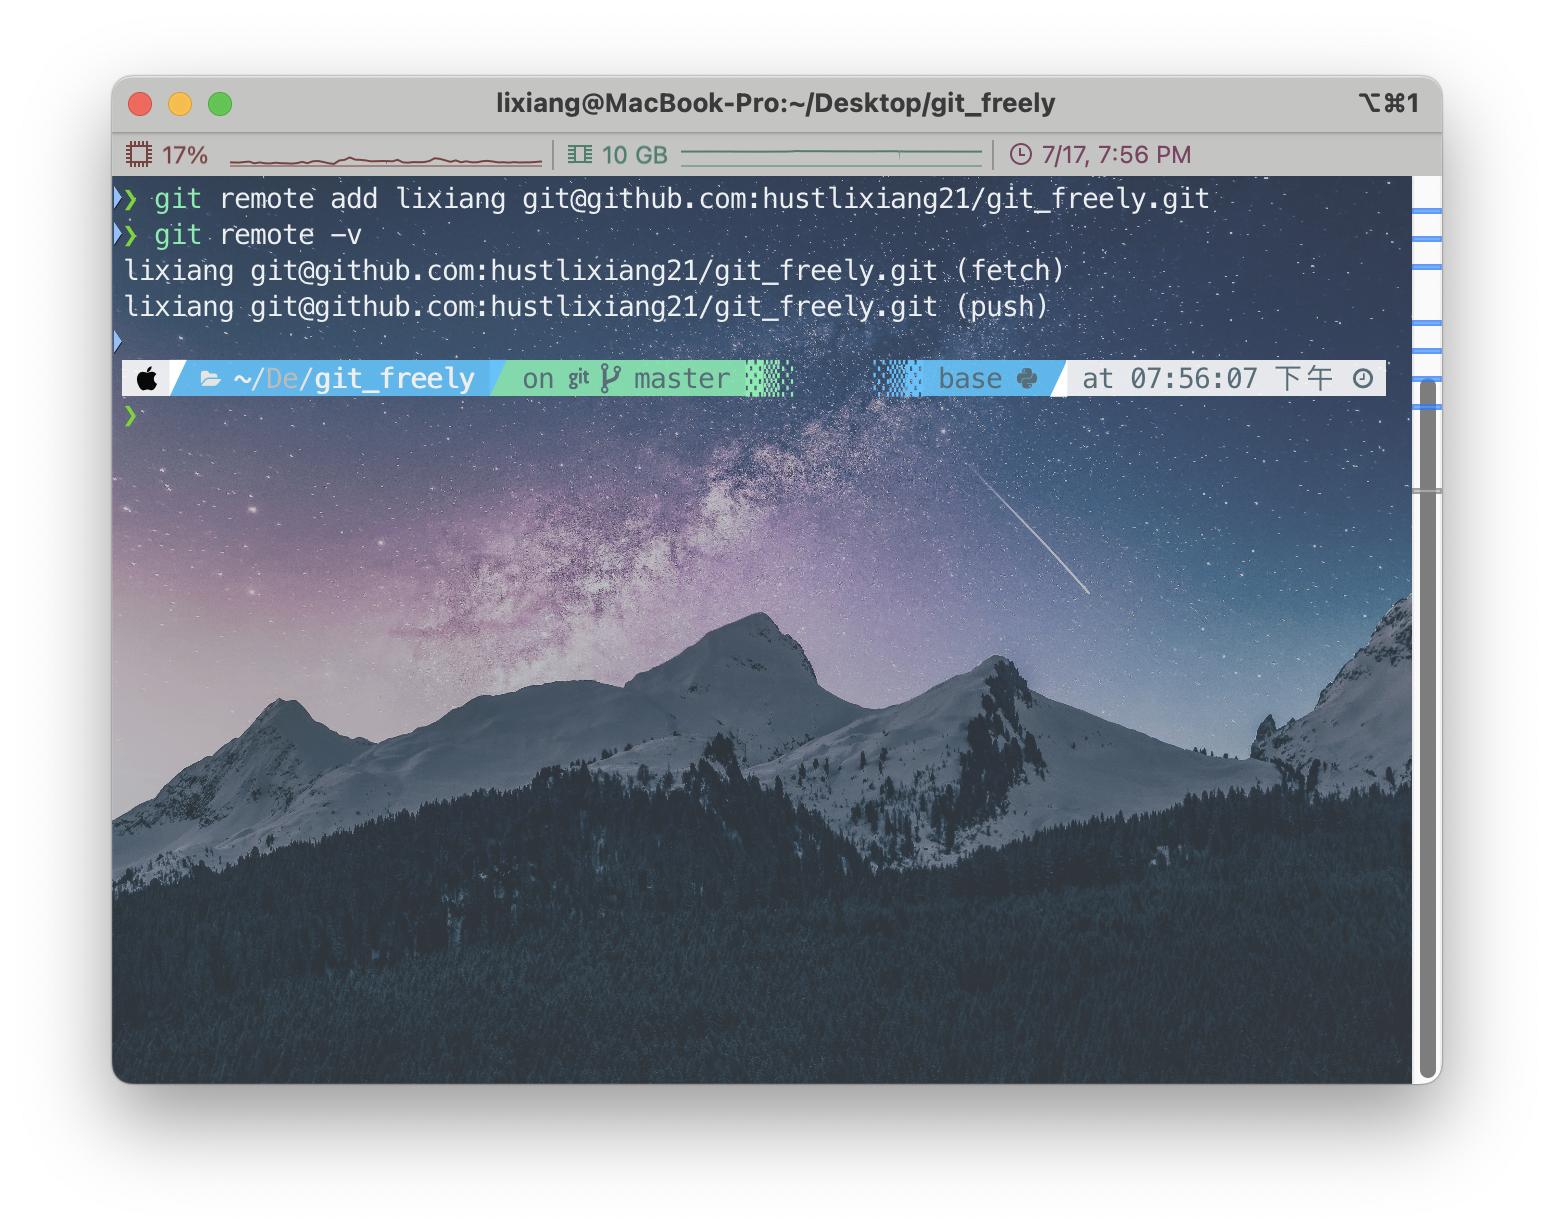 lixiang@MacBook-Pro:~/Desktop/git_freely ⌥⌘1
17% 10 GB 7/17, 7:56 PM
❯ git remote add lixiang git@github.com:hustlixiang21/git_freely.git
❯ git remote -v
lixiang git@github.com:hustlixiang21/git_freely.git (fetch)
lixiang git@github.com:hustlixiang21/git_freely.git (push)
~/De/git_freely on git master base at 07:56:07 下午
❯